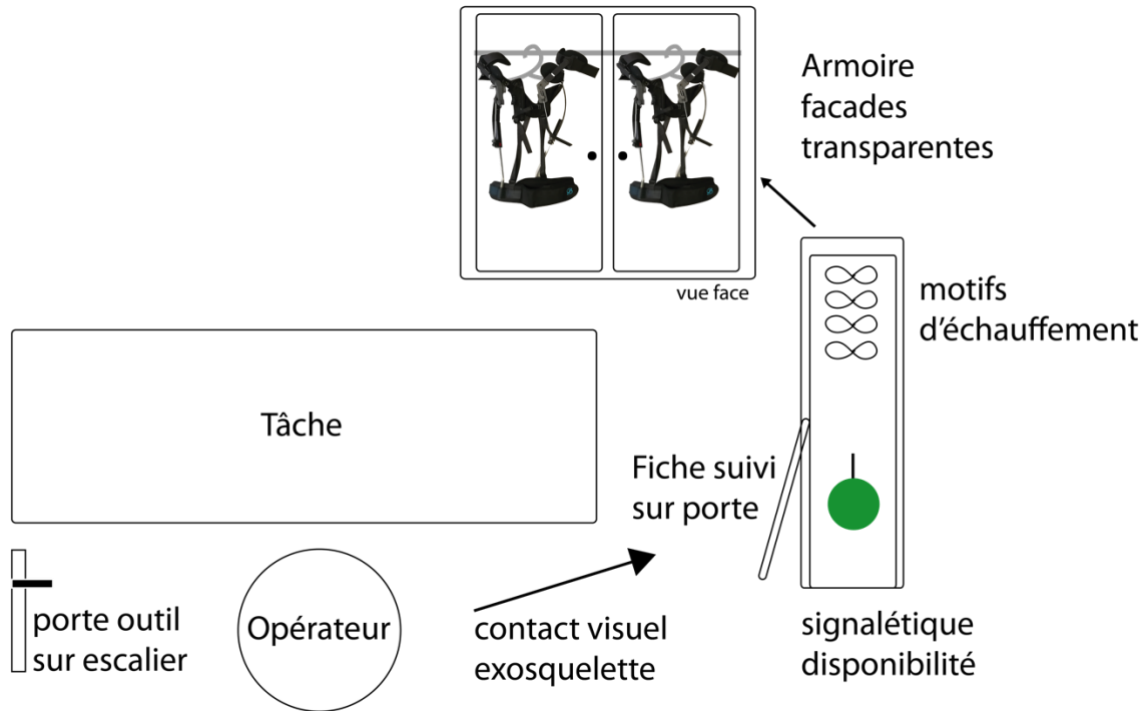 Armoire
facades
transparentes
vue face
motifs
d'échauffement
Tâche
Fiche suivi
sur porte
porte outil
sur escalier
Opérateur
contact visuel
exosquelette
signalétique
disponibilité